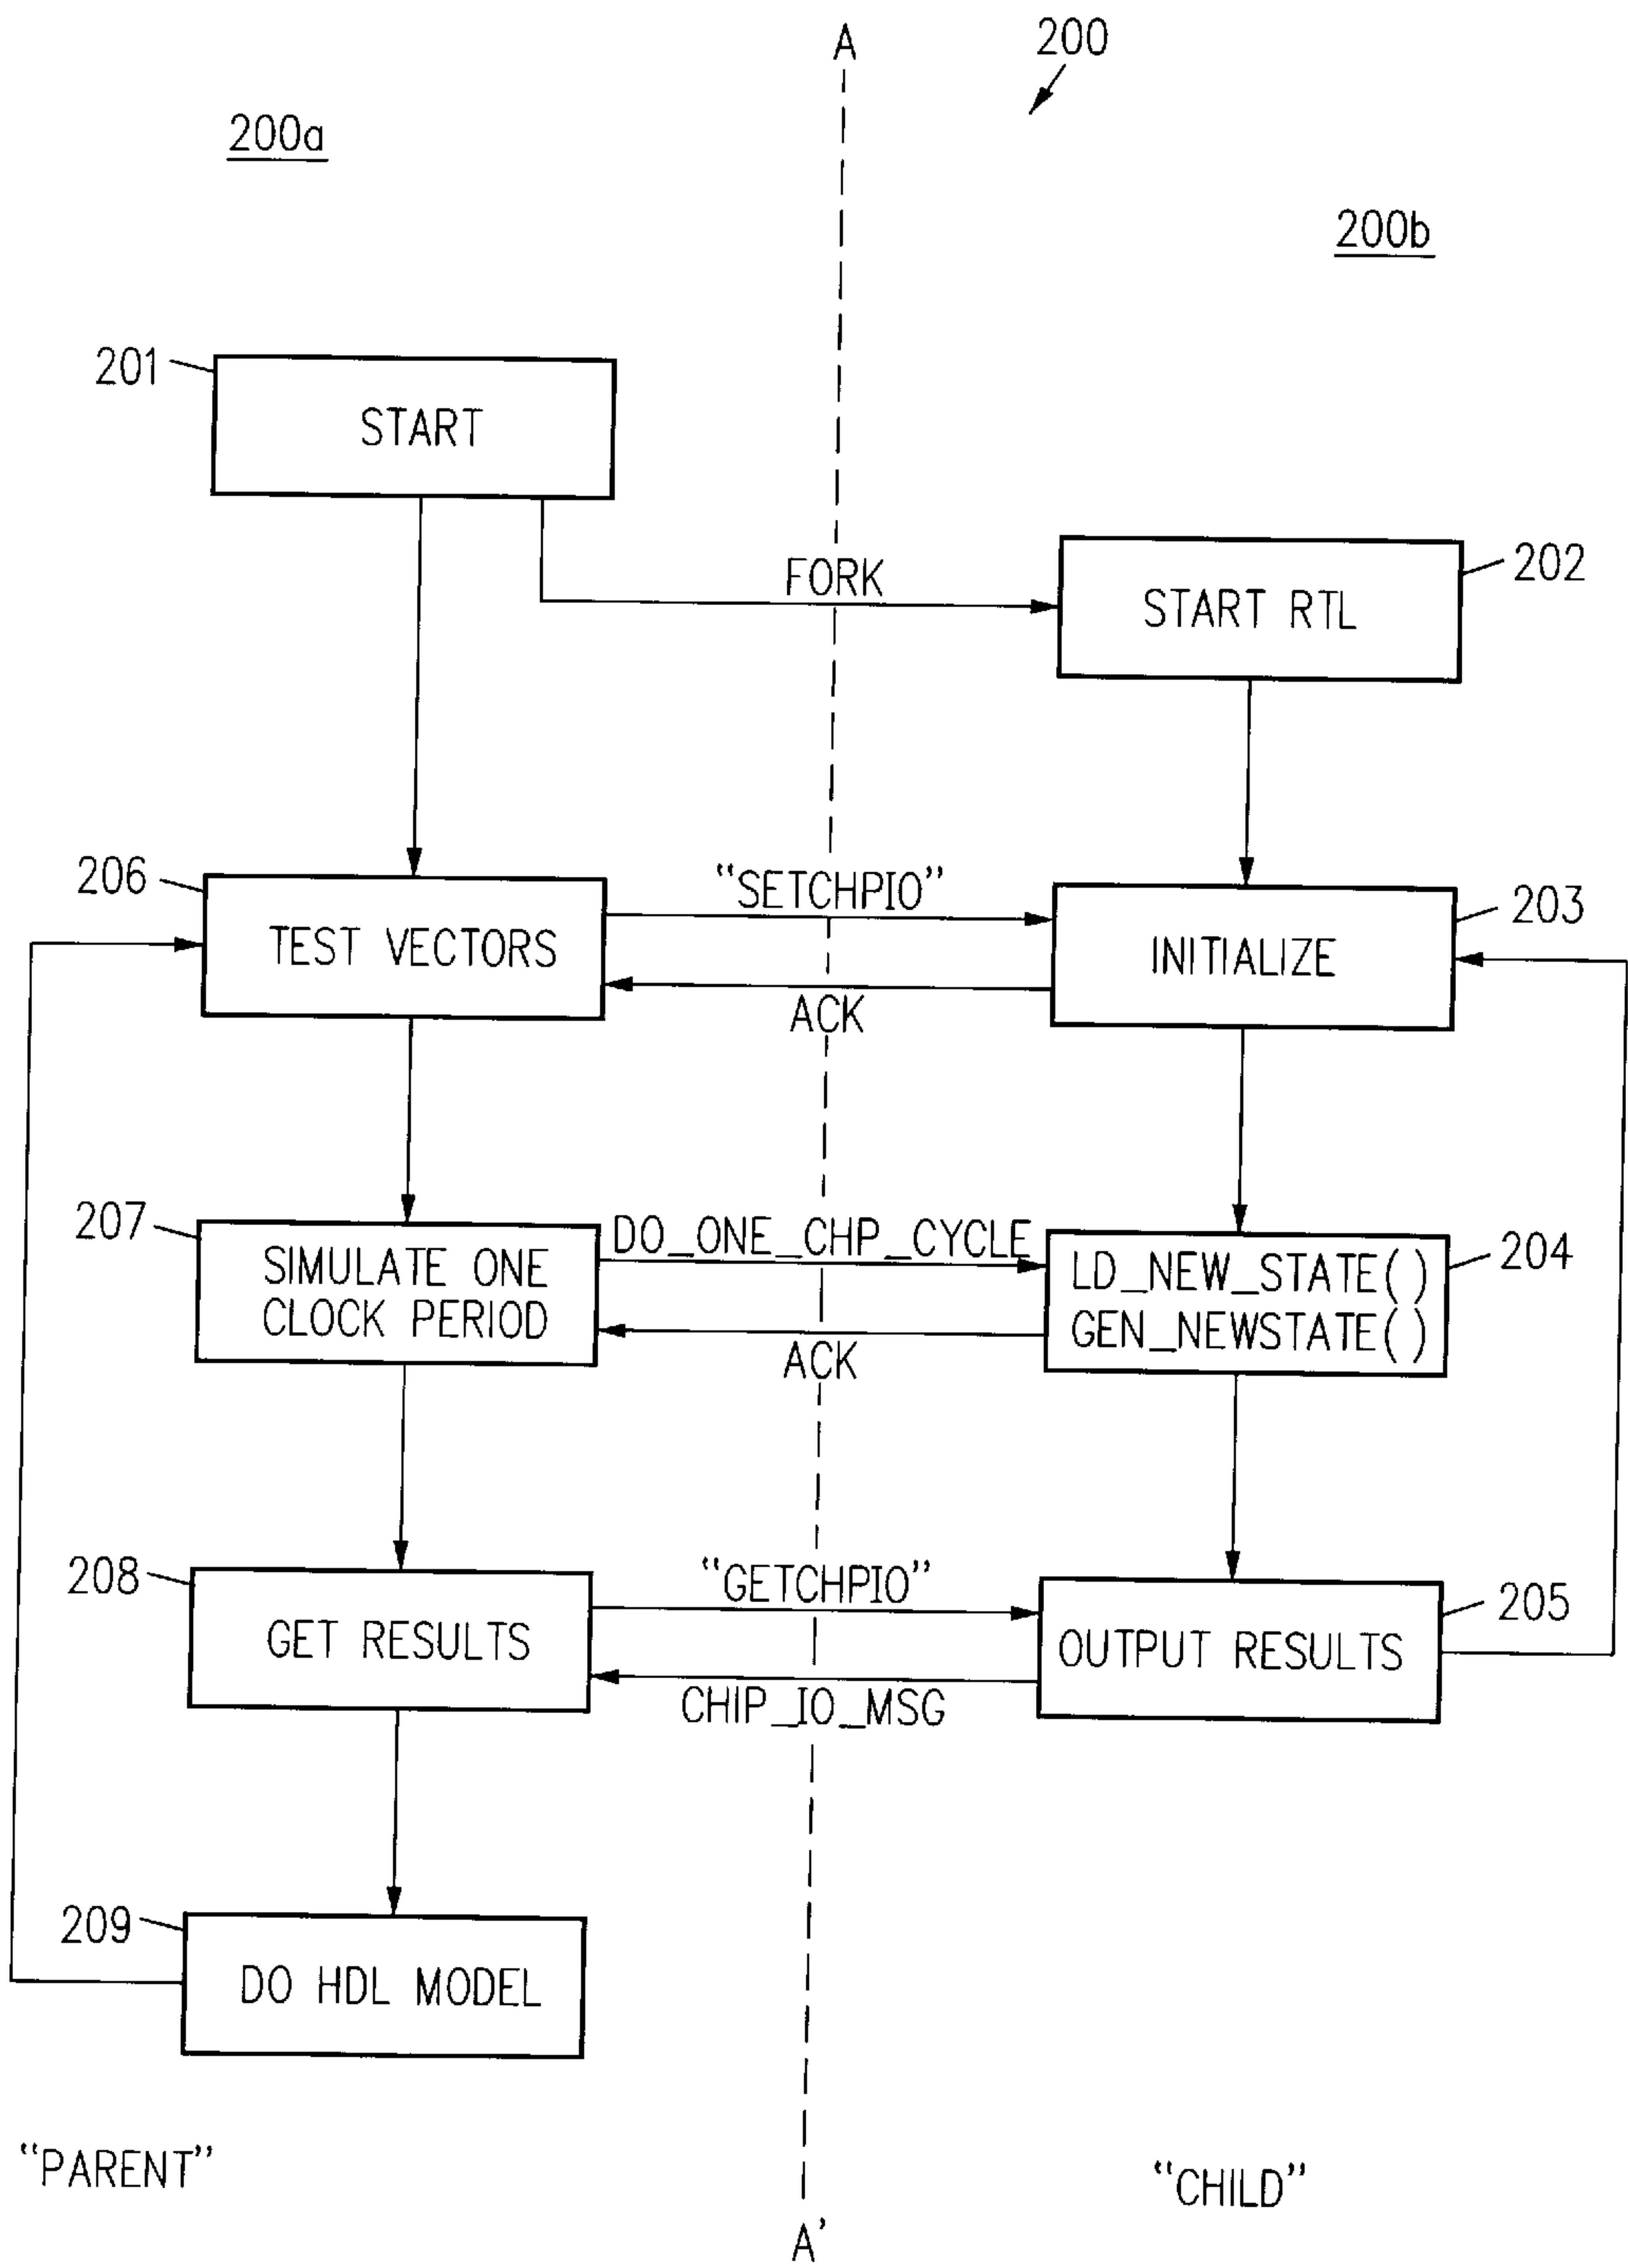 A
200
200a
200b
201
START
FORK
202
START RTL
206
TEST VECTORS
"SETCHPIO"
ACK
203
INITIALIZE
207
SIMULATE ONE
CLOCK PERIOD
DO_ONE_CHP_CYCLE
ACK
204
LD_NEW_STATE()
GEN_NEWSTATE()
208
GET RESULTS
"GETCHPIO"
CHIP_IO_MSG
205
OUTPUT RESULTS
209
DO HDL MODEL
"PARENT"
"CHILD"
A'